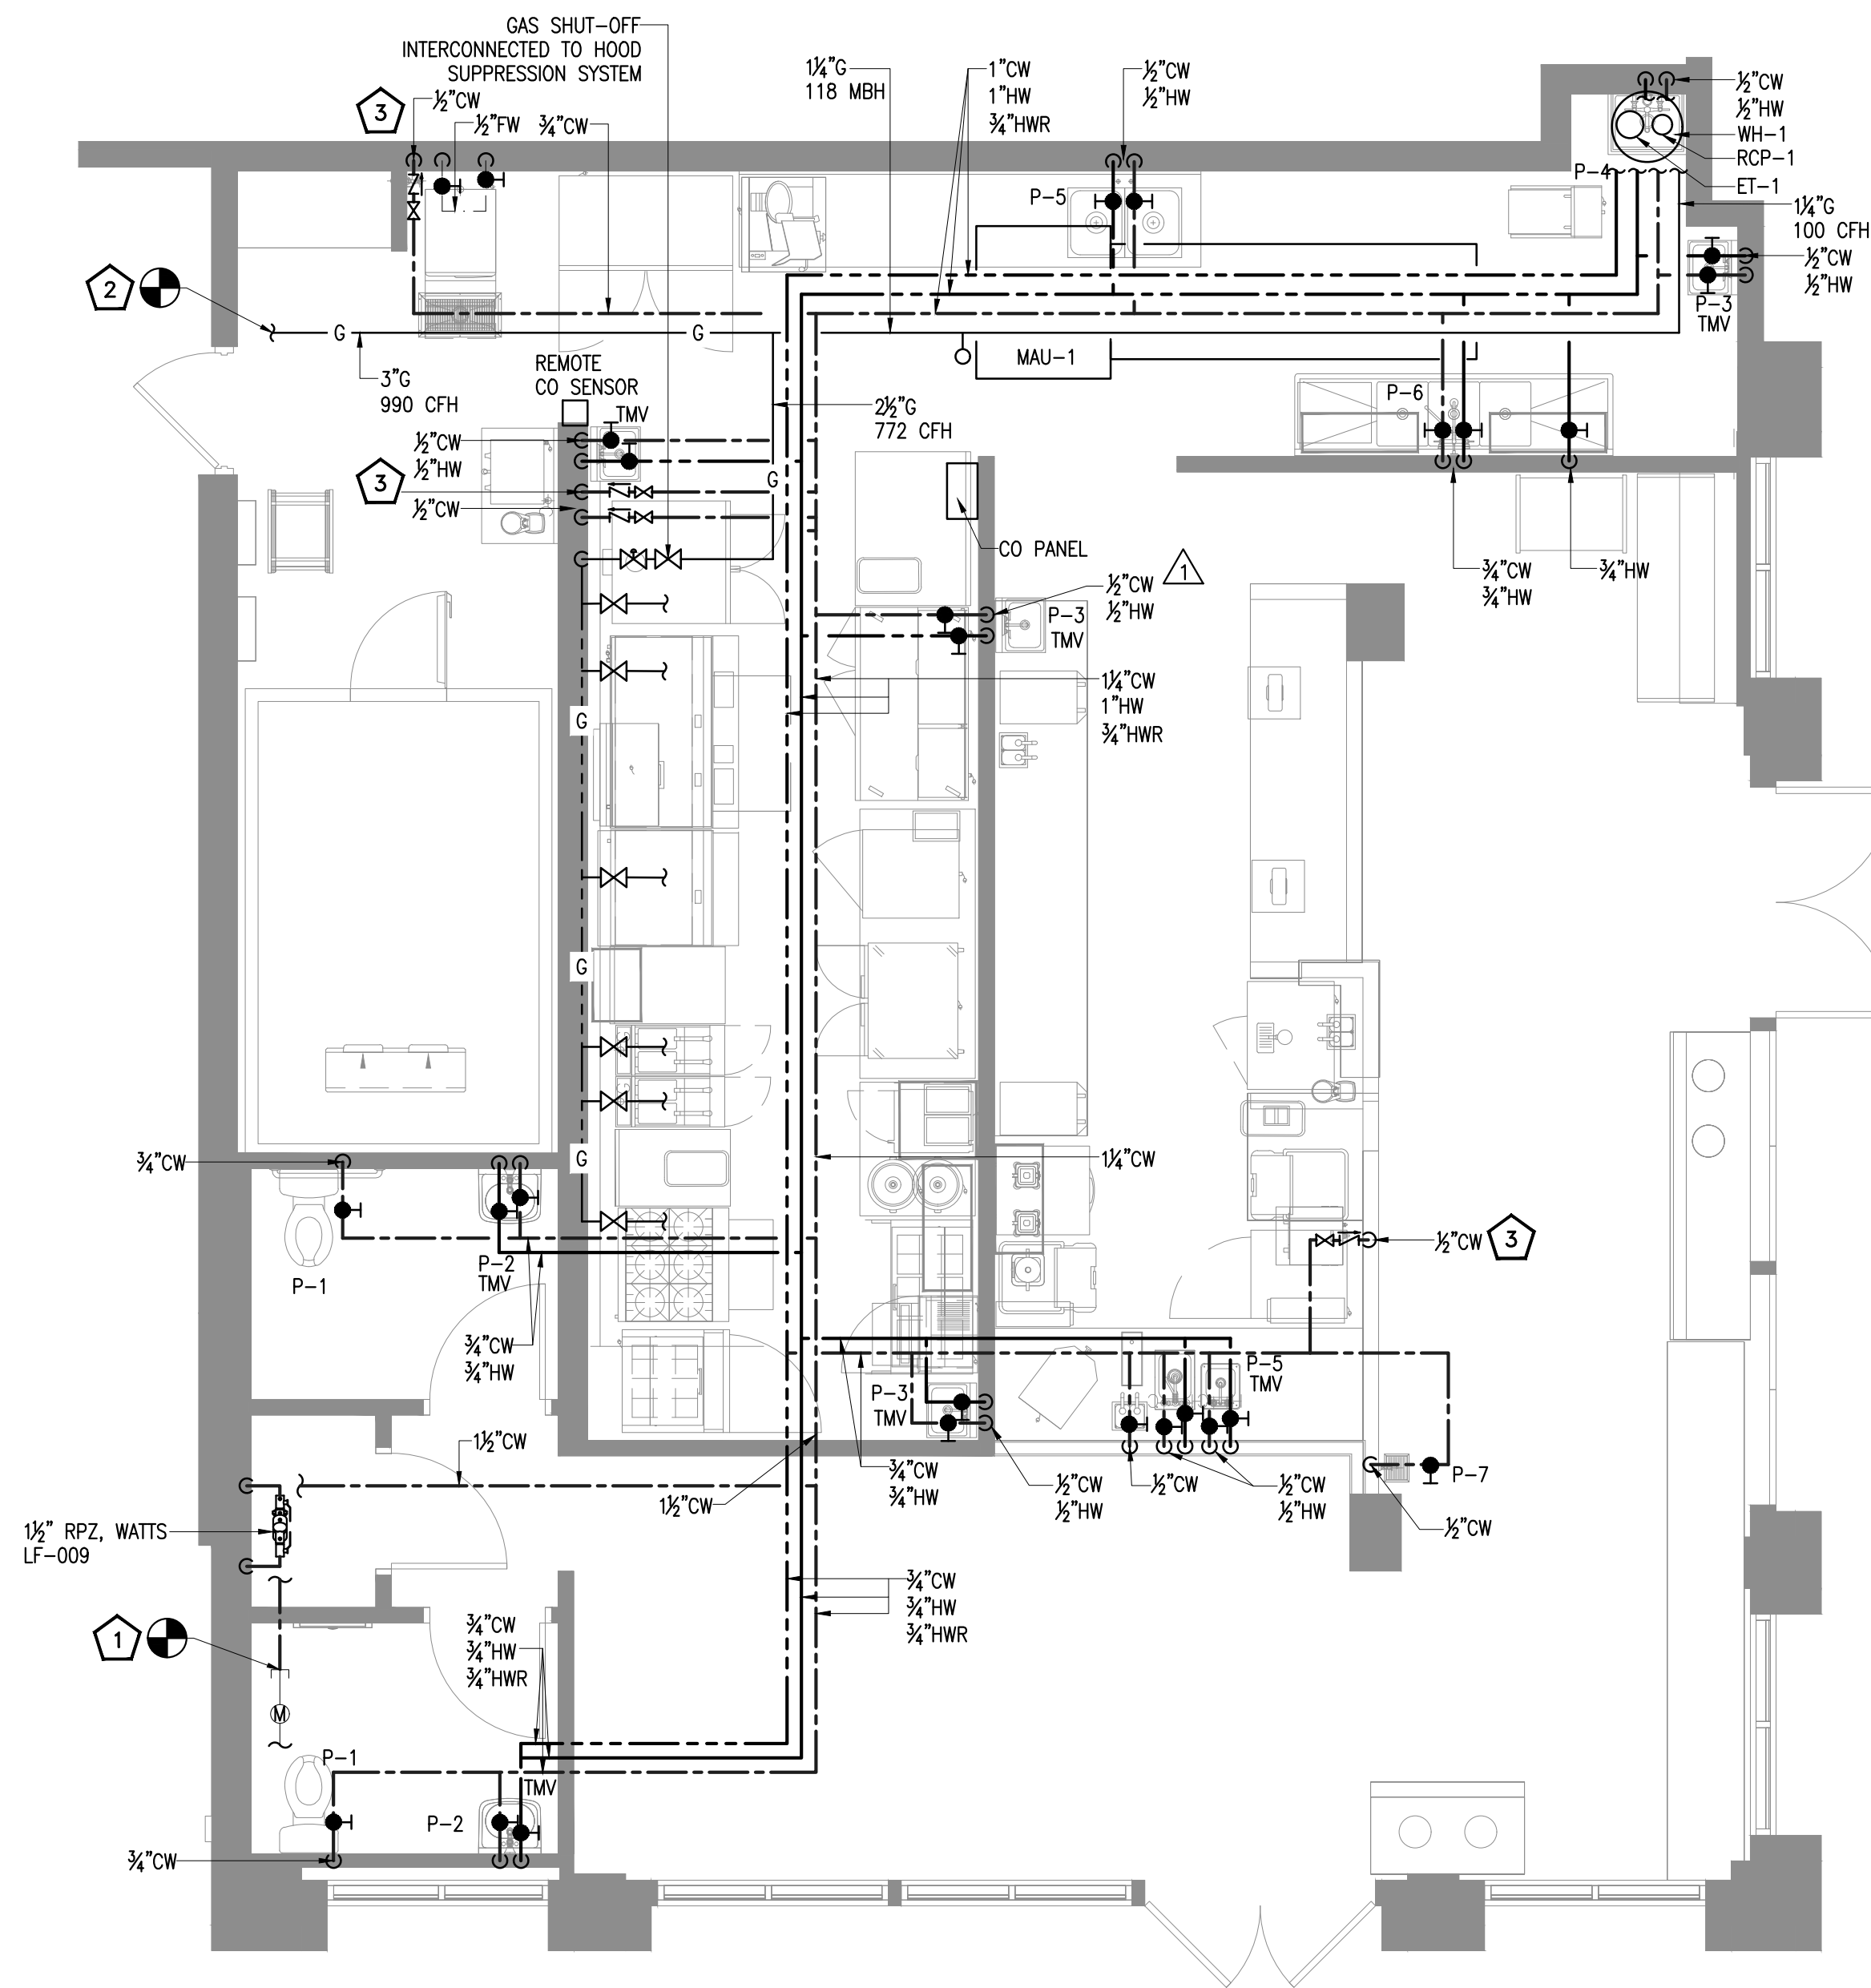 GAS SHUT-OFF
INTERCONNECTED TO HOOD
SUPPRESSION SYSTEM
3
½"CW
½"FW
¾"CW
1¼"G
118 MBH
1"CW
1"HW
¾"HWR
½"CW
½"HW
½"CW
½"HW
WH-1
RCP-1
ET-1
P-4
P-5
1¼"G
100 CFH
½"CW
½"HW
P-3
TMV
2
G
G
3"G
990 CFH
REMOTE
CO SENSOR
TMV
MAU-1
2½"G
772 CFH
P-6
½"CW
½"HW
3
½"CW
G
CO PANEL
¾"CW
¾"HW
¾"HW
½"CW
½"HW
1
P-3
TMV
1¼"CW
1"HW
¾"HWR
G
G
G
¾"CW
1¼"CW
P-1
P-2
TMV
¾"CW
¾"HW
½"CW
3
P-3
TMV
P-5
TMV
1½"CW
1½"CW
¾"CW
¾"HW
½"CW
½"HW
½"CW
½"CW
½"HW
P-7
½"CW
1½" RPZ, WATTS
LF-009
1
¾"CW
¾"HW
¾"HWR
¾"CW
¾"HW
¾"HWR
M
P-1
TMV
P-2
¾"CW